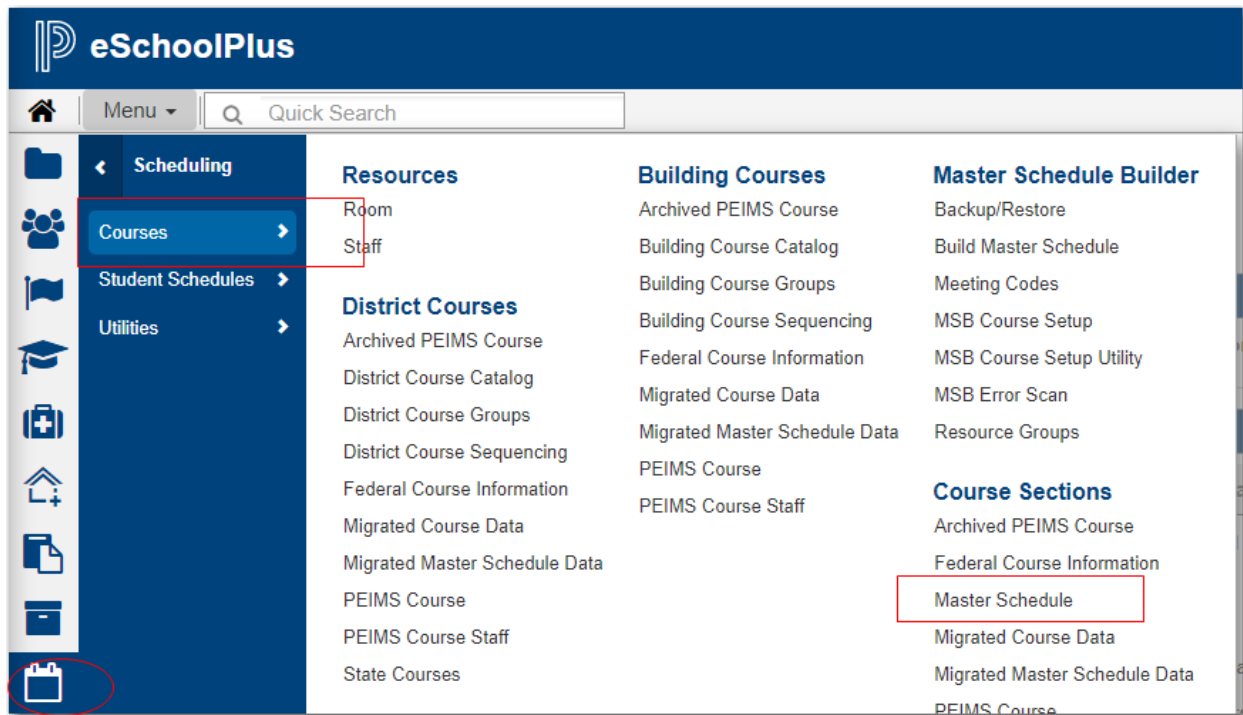 eSchoolPlus
Menu
Quick Search
Scheduling
Courses
Student Schedules
Utilities
Resources
Room
Staff
District Courses
Archived PEIMS Course
District Course Catalog
District Course Groups
District Course Sequencing
Federal Course Information
Migrated Course Data
Migrated Master Schedule Data
PEIMS Course
PEIMS Course Staff
State Courses
Building Courses
Archived PEIMS Course
Building Course Catalog
Building Course Groups
Building Course Sequencing
Federal Course Information
Migrated Course Data
Migrated Master Schedule Data
PEIMS Course
PEIMS Course Staff
Master Schedule Builder
Backup/Restore
Build Master Schedule
Meeting Codes
MSB Course Setup
MSB Course Setup Utility
MSB Error Scan
Resource Groups
Course Sections
Archived PEIMS Course
Federal Course Information
Master Schedule
Migrated Course Data
Migrated Master Schedule Data
PEIMS Course